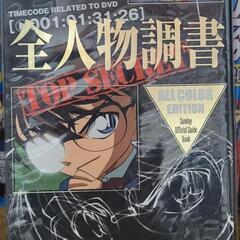 TIMECODE RELATED TO DVD
[0001:01:31:26]
全人物調書
TOP SECRET
ALL COLOR
EDITION
Sunday
Official Guide
Book